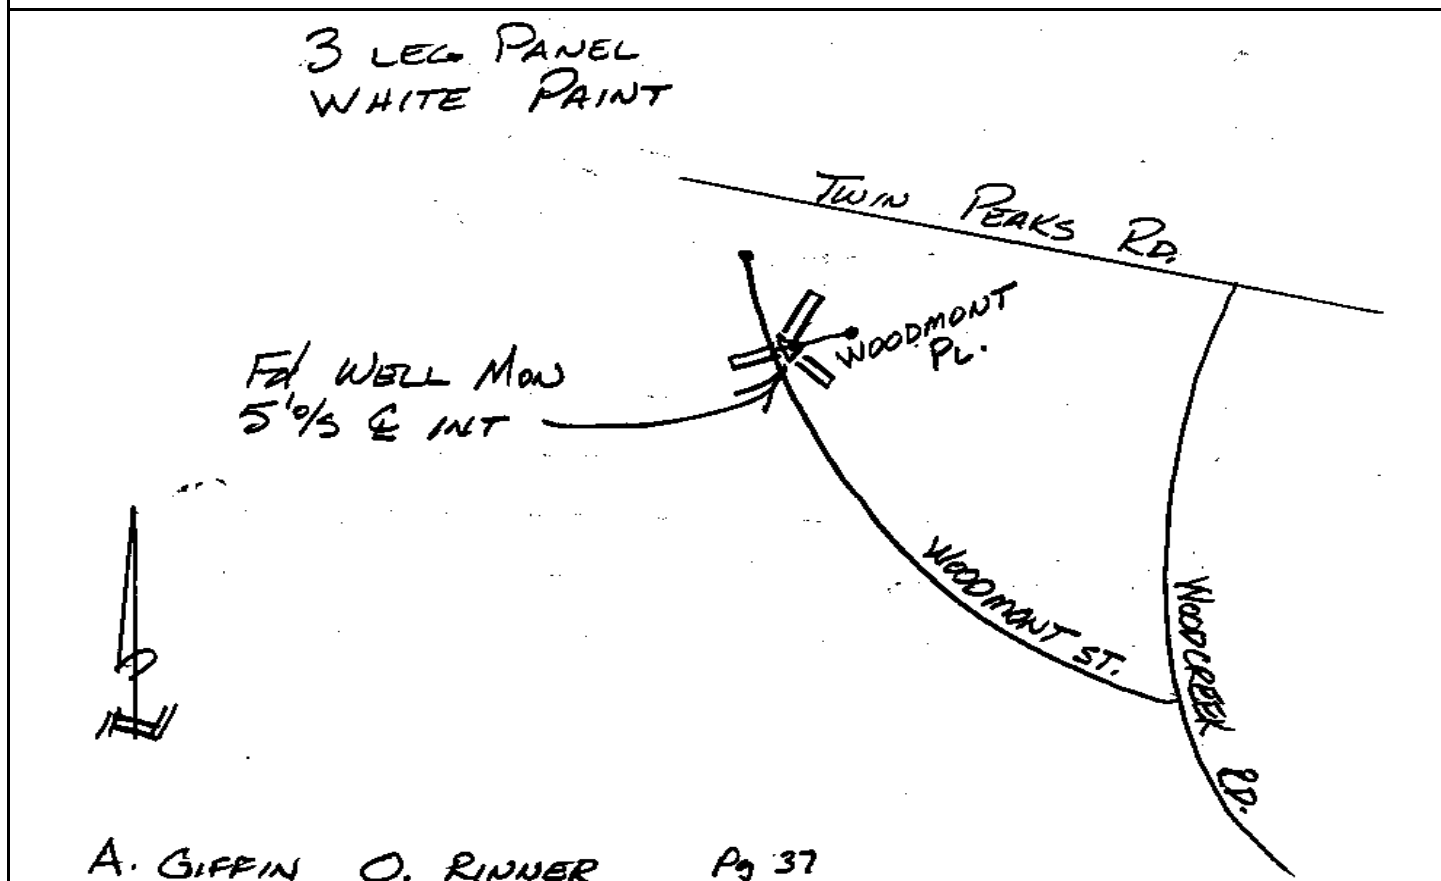 3 LEG PANEL
WHITE PAINT
TWIN PEAKS RD.
WOODMONT
PL.
Fd WELL MON
5' o/s ℄ INT
WOODMONT ST.
WOODCREEK RD.
A. GIFFIN O. RINNER Pg 37